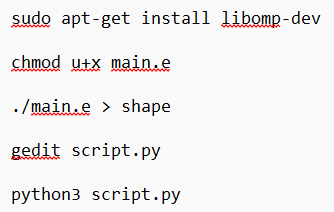 sudo apt-get install libomp-dev
chmod u+x main.e
./main.e > shape
gedit script.py
python3 script.py